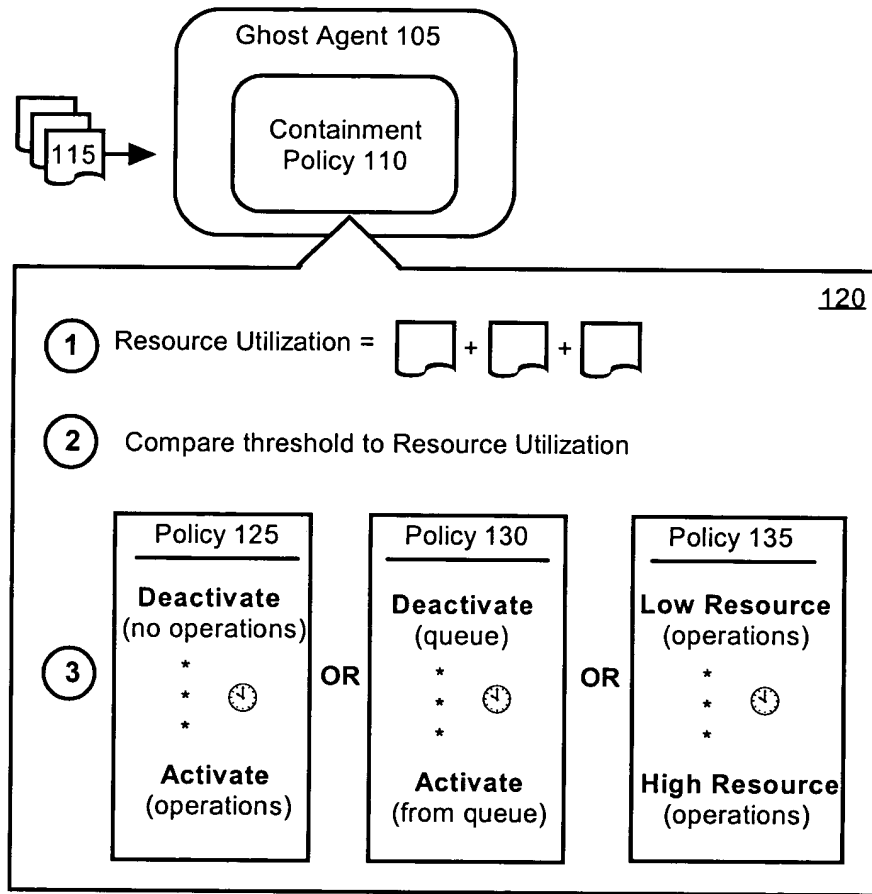 Ghost Agent 105
Containment
Policy 110
115
120
1 Resource Utilization = + +
2 Compare threshold to Resource Utilization
3
Policy 125
Deactivate
(no operations)
*
*
*
Activate
(operations)
OR
Policy 130
Deactivate
(queue)
*
*
*
Activate
(from queue)
OR
Policy 135
Low Resource
(operations)
*
*
*
High Resource
(operations)